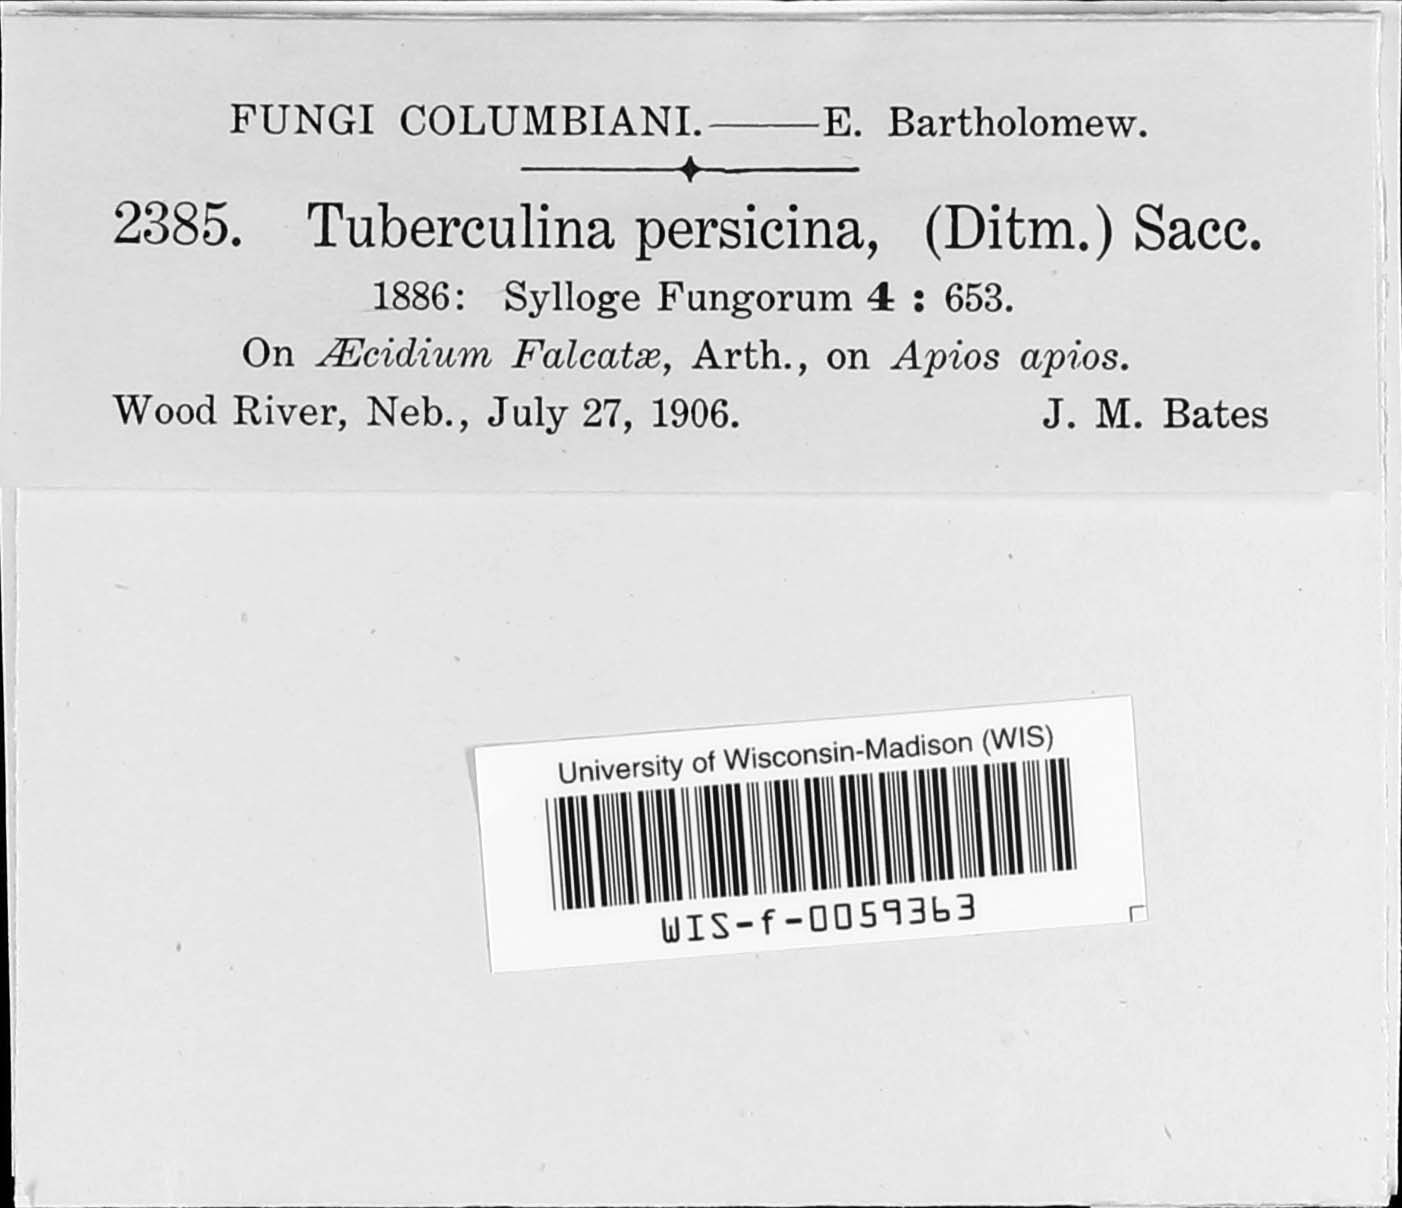 FUNGI COLUMBIANI.——E. Bartholomew.
2385. Tuberculina persicina, (Ditm.) Sacc.
1886: Sylloge Fungorum 4 : 653.
On Æcidium Falcatæ, Arth., on Apios apios.
Wood River, Neb., July 27, 1906. J. M. Bates
University of Wisconsin-Madison (WIS)
WIS-f-0059363